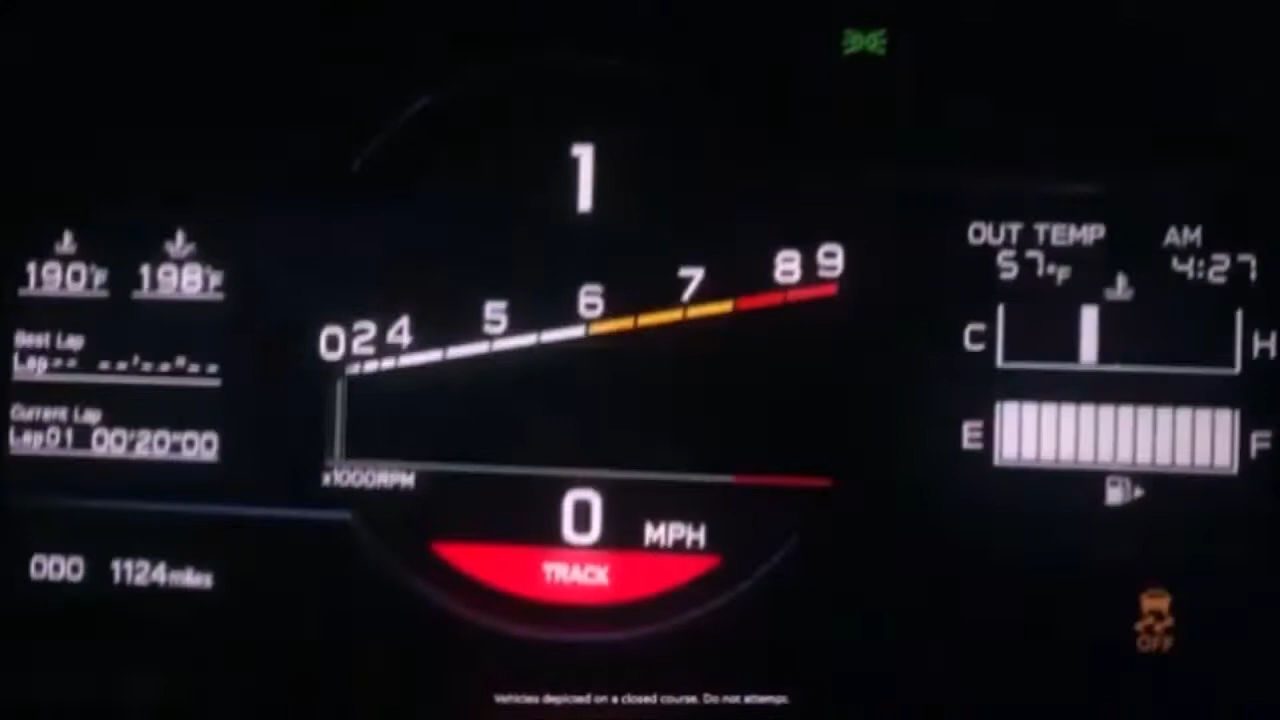 1
190°F 198°F
Best Lap
Lap-- --'--"--
Current Lap
Lap01 00'20"00
0 2 4 5 6 7 8 9
x1000RPM
0 MPH
TRACK
ODO 1124 miles
OUT TEMP AM
57°F 4:27
C H
E F
OFF
Vehicles depicted on a closed course. Do not attempt.